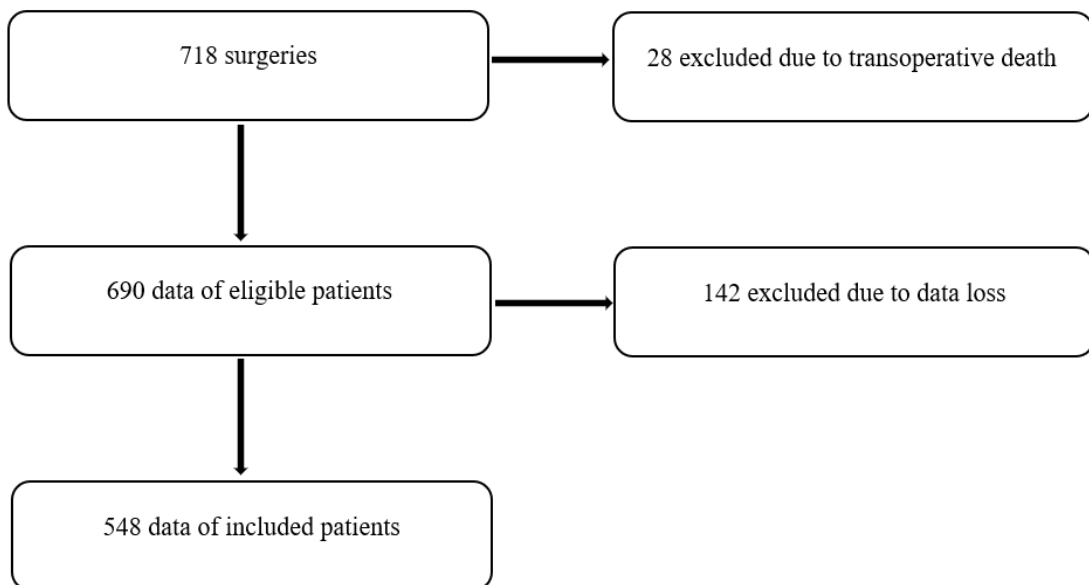 718 surgeries
28 excluded due to transoperative death
690 data of eligible patients
142 excluded due to data loss
548 data of included patients